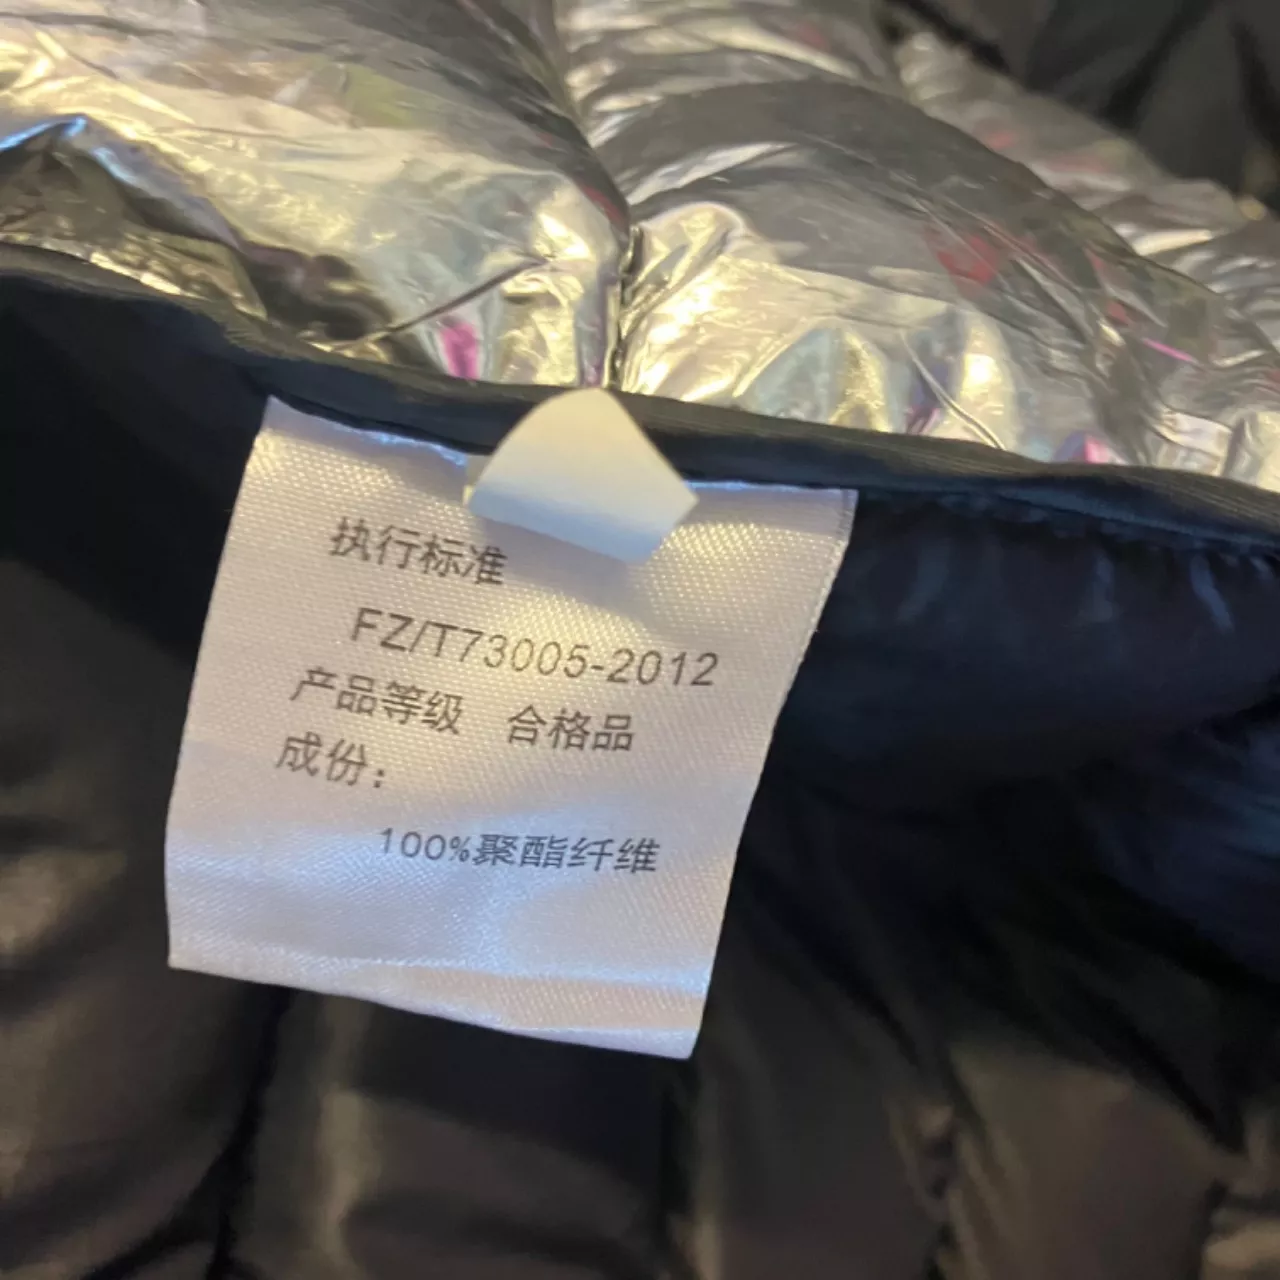 执行标准
FZ/T73005-2012
产品等级 合格品
成份：
100%聚酯纤维